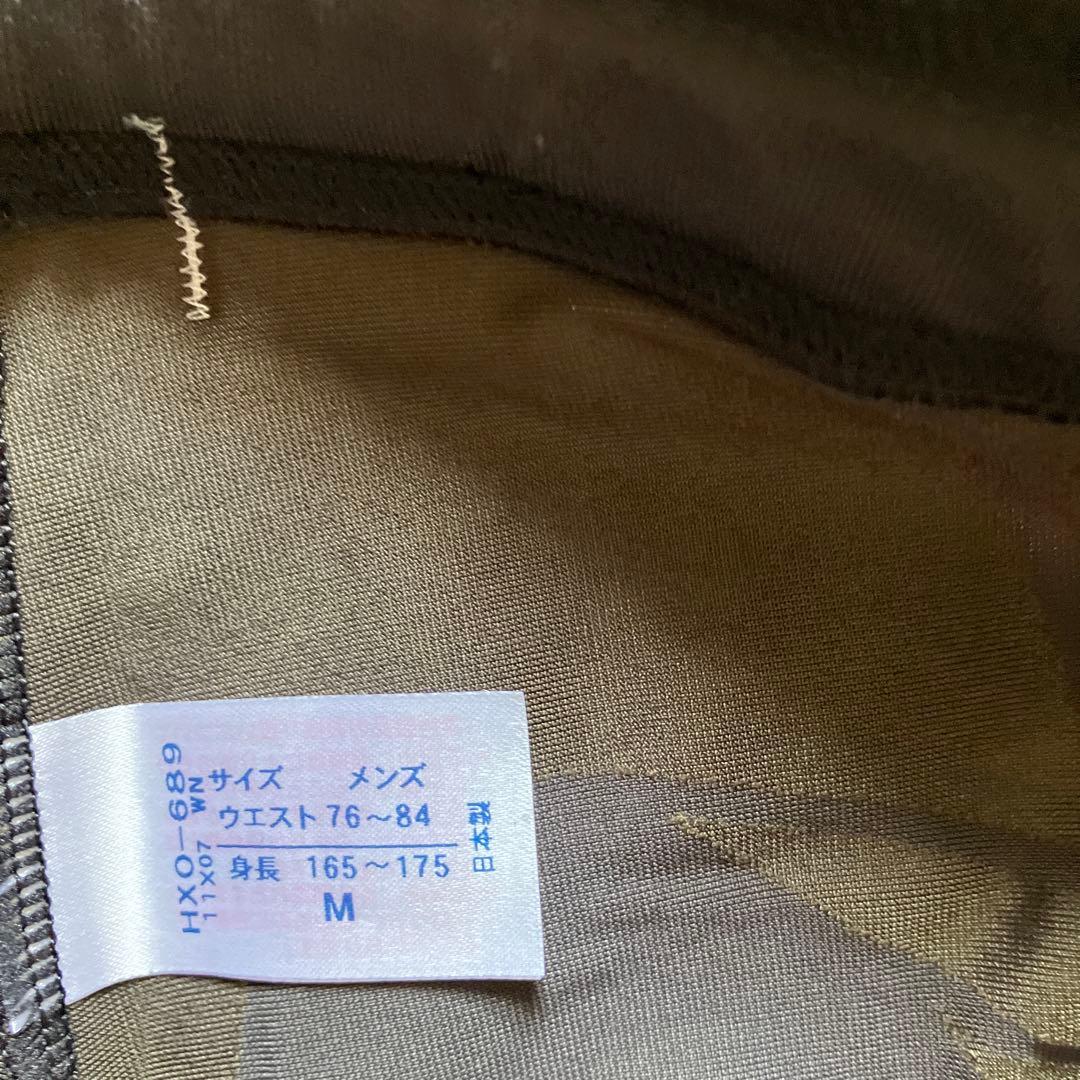 HXO-689
11X07 WN
サイズ メンズ
ウエスト 76~84
身長 165~175
M
日本製